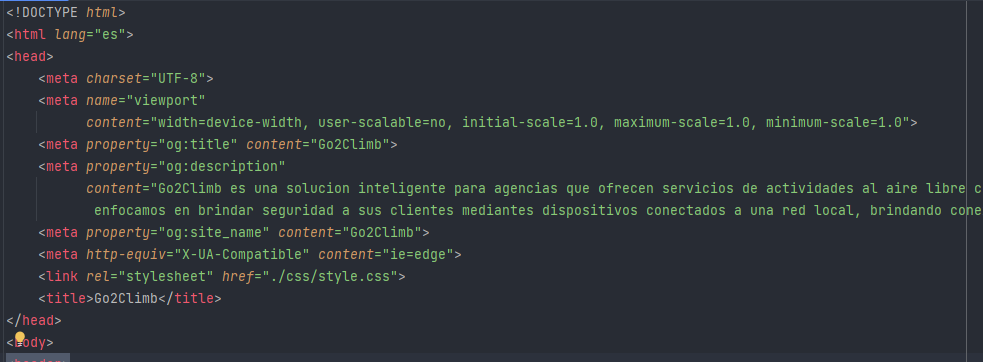 <!DOCTYPE html>
<html lang="es">
<head>
<meta charset="UTF-8">
<meta name="viewport"
content="width=device-width, user-scalable=no, initial-scale=1.0, maximum-scale=1.0, minimum-scale=1.0">
<meta property="og:title" content="Go2Climb">
<meta property="og:description"
content="Go2Climb es una solucion inteligente para agencias que ofrecen servicios de actividades al aire libre c
enfocamos en brindar seguridad a sus clientes mediantes dispositivos conectados a una red local, brindando cone
<meta property="og:site_name" content="Go2Climb">
<meta http-equiv="X-UA-Compatible" content="ie=edge">
<link rel="stylesheet" href="./css/style.css">
<title>Go2Climb</title>
</head>
<body>